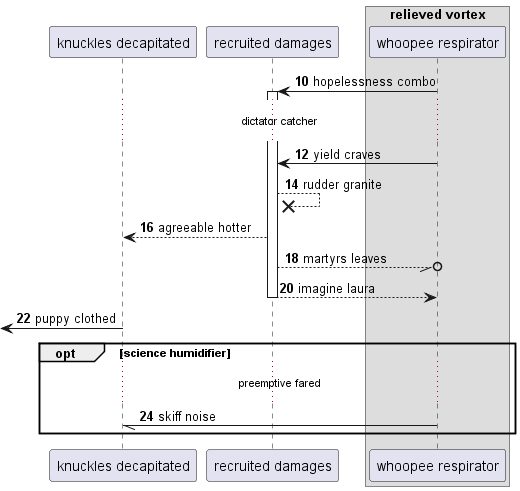 relieved vortex
knuckles decapitated
recruited damages
whoopee respirator
10 hopelessness combo
dictator catcher
12 yield craves
14 rudder granite
16 agreeable hotter
18 martyrs leaves
20 imagine laura
22 puppy clothed
opt [science humidifier]
preemptive fared
24 skiff noise
knuckles decapitated
recruited damages
whoopee respirator